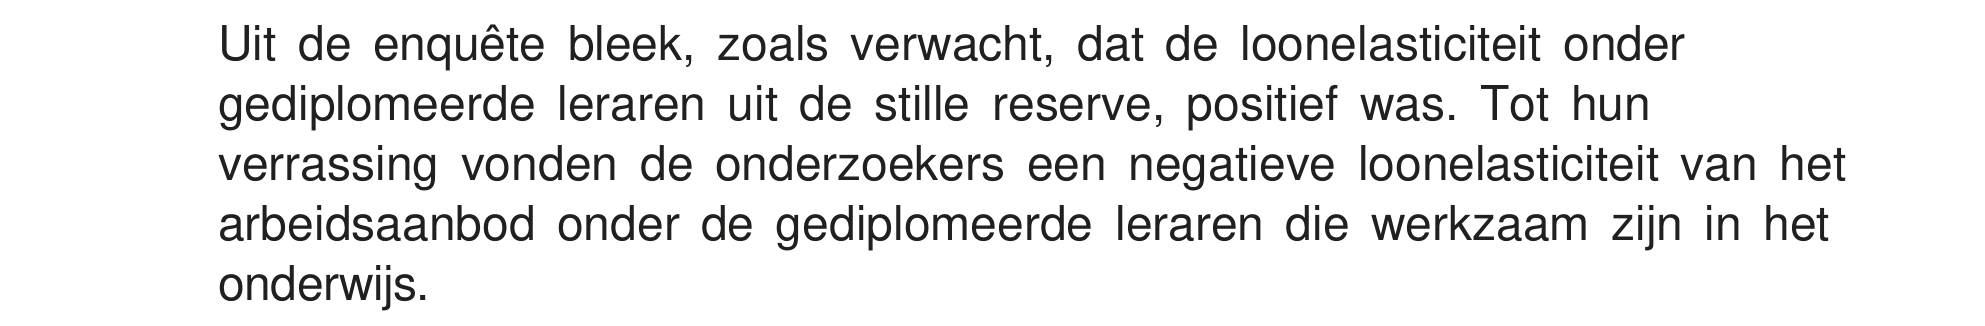 Uit de enquête bleek, zoals verwacht, dat de loonelasticiteit onder
gediplomeerde leraren uit de stille reserve, positief was. Tot hun
verrassing vonden de onderzoekers een negatieve loonelasticiteit van het
arbeidsaanbod onder de gediplomeerde leraren die werkzaam zijn in het
onderwijs.